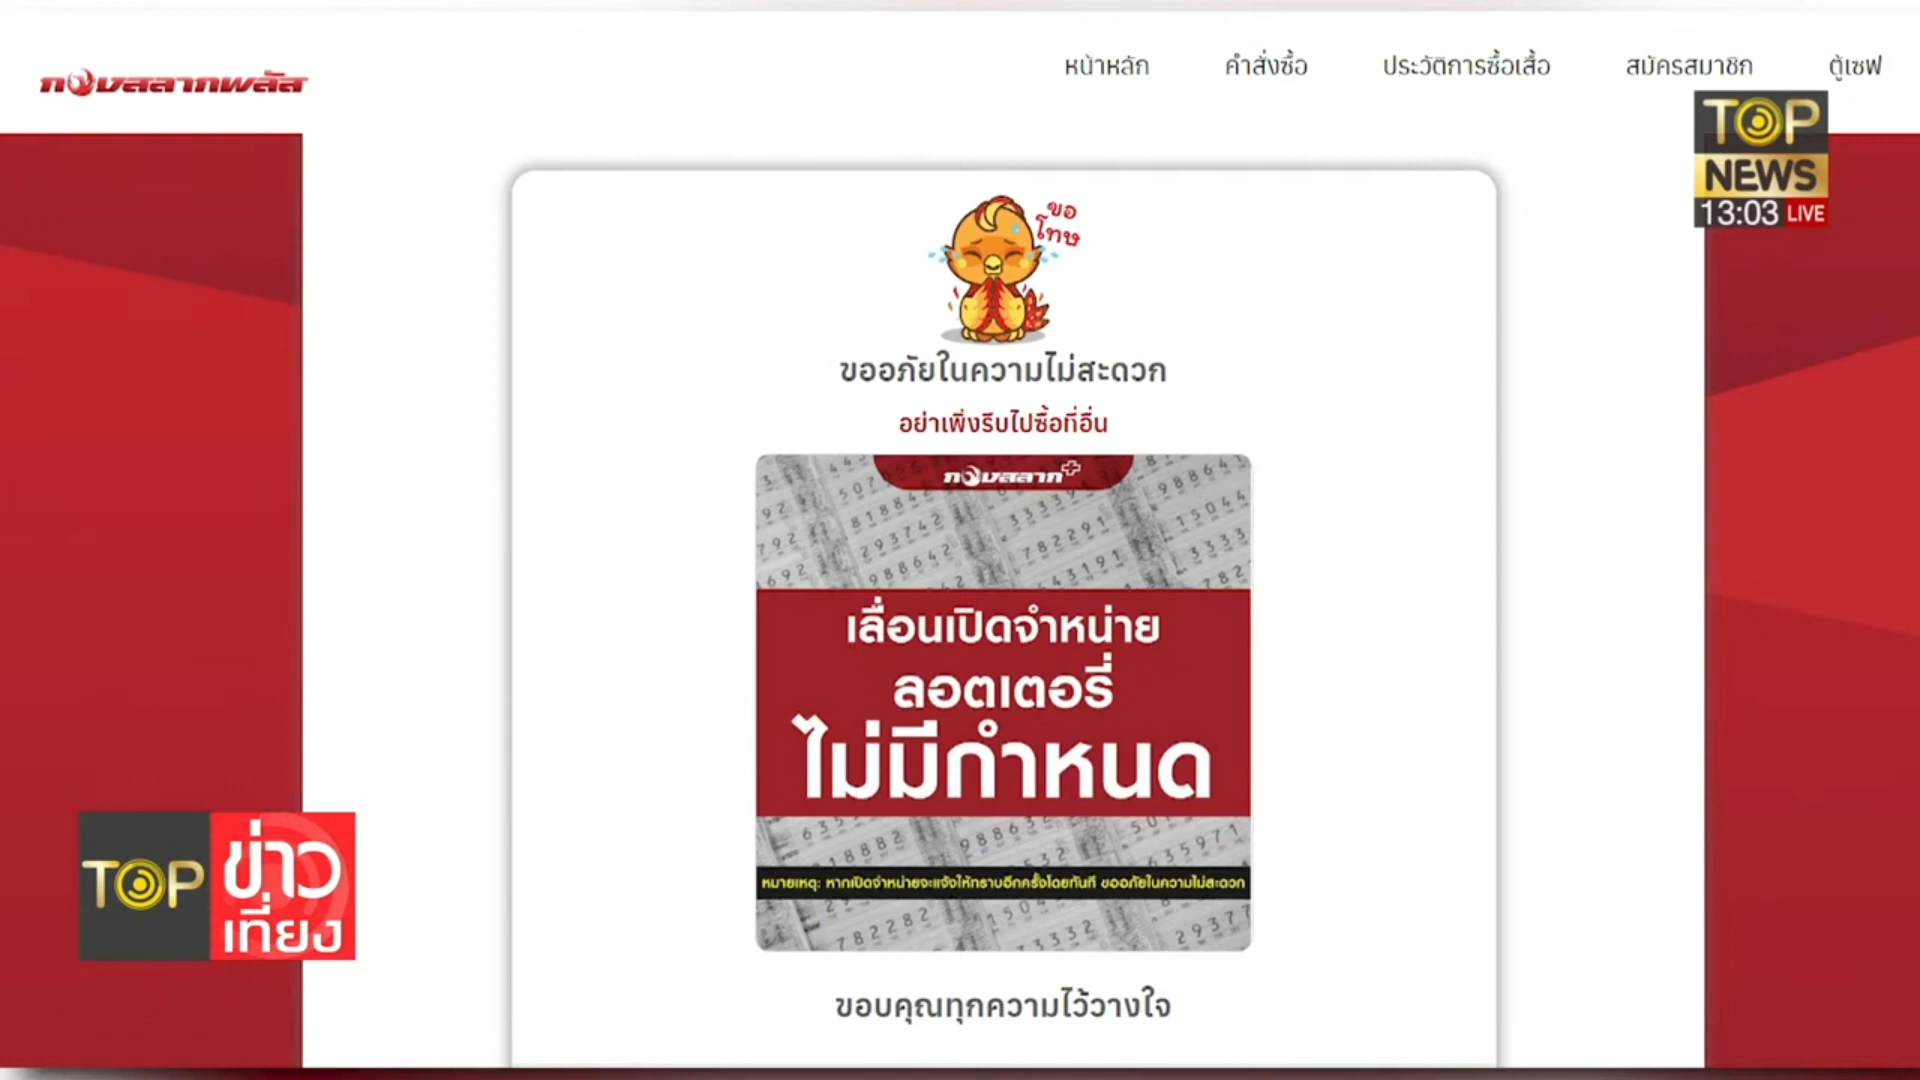 กองสลากพลัส
หน้าหลัก
คำสั่งซื้อ
ประวัติการซื้อเสื้อ
สมัครสมาชิก
ตู้เซฟ
TOP
NEWS
13:03 LIVE
ขอ
โทษ
ขออภัยในความไม่สะดวก
อย่าเพิ่งรีบไปซื้อที่อื่น
กองสลาก+
เลื่อนเปิดจำหน่าย
ลอตเตอรี่
ไม่มีกำหนด
หมายเหตุ: หากเปิดจำหน่ายจะแจ้งให้ทราบอีกครั้งโดยทันที ขออภัยในความไม่สะดวก
ขอบคุณทุกความไว้วางใจ
TOP
ข่าว
เที่ยง